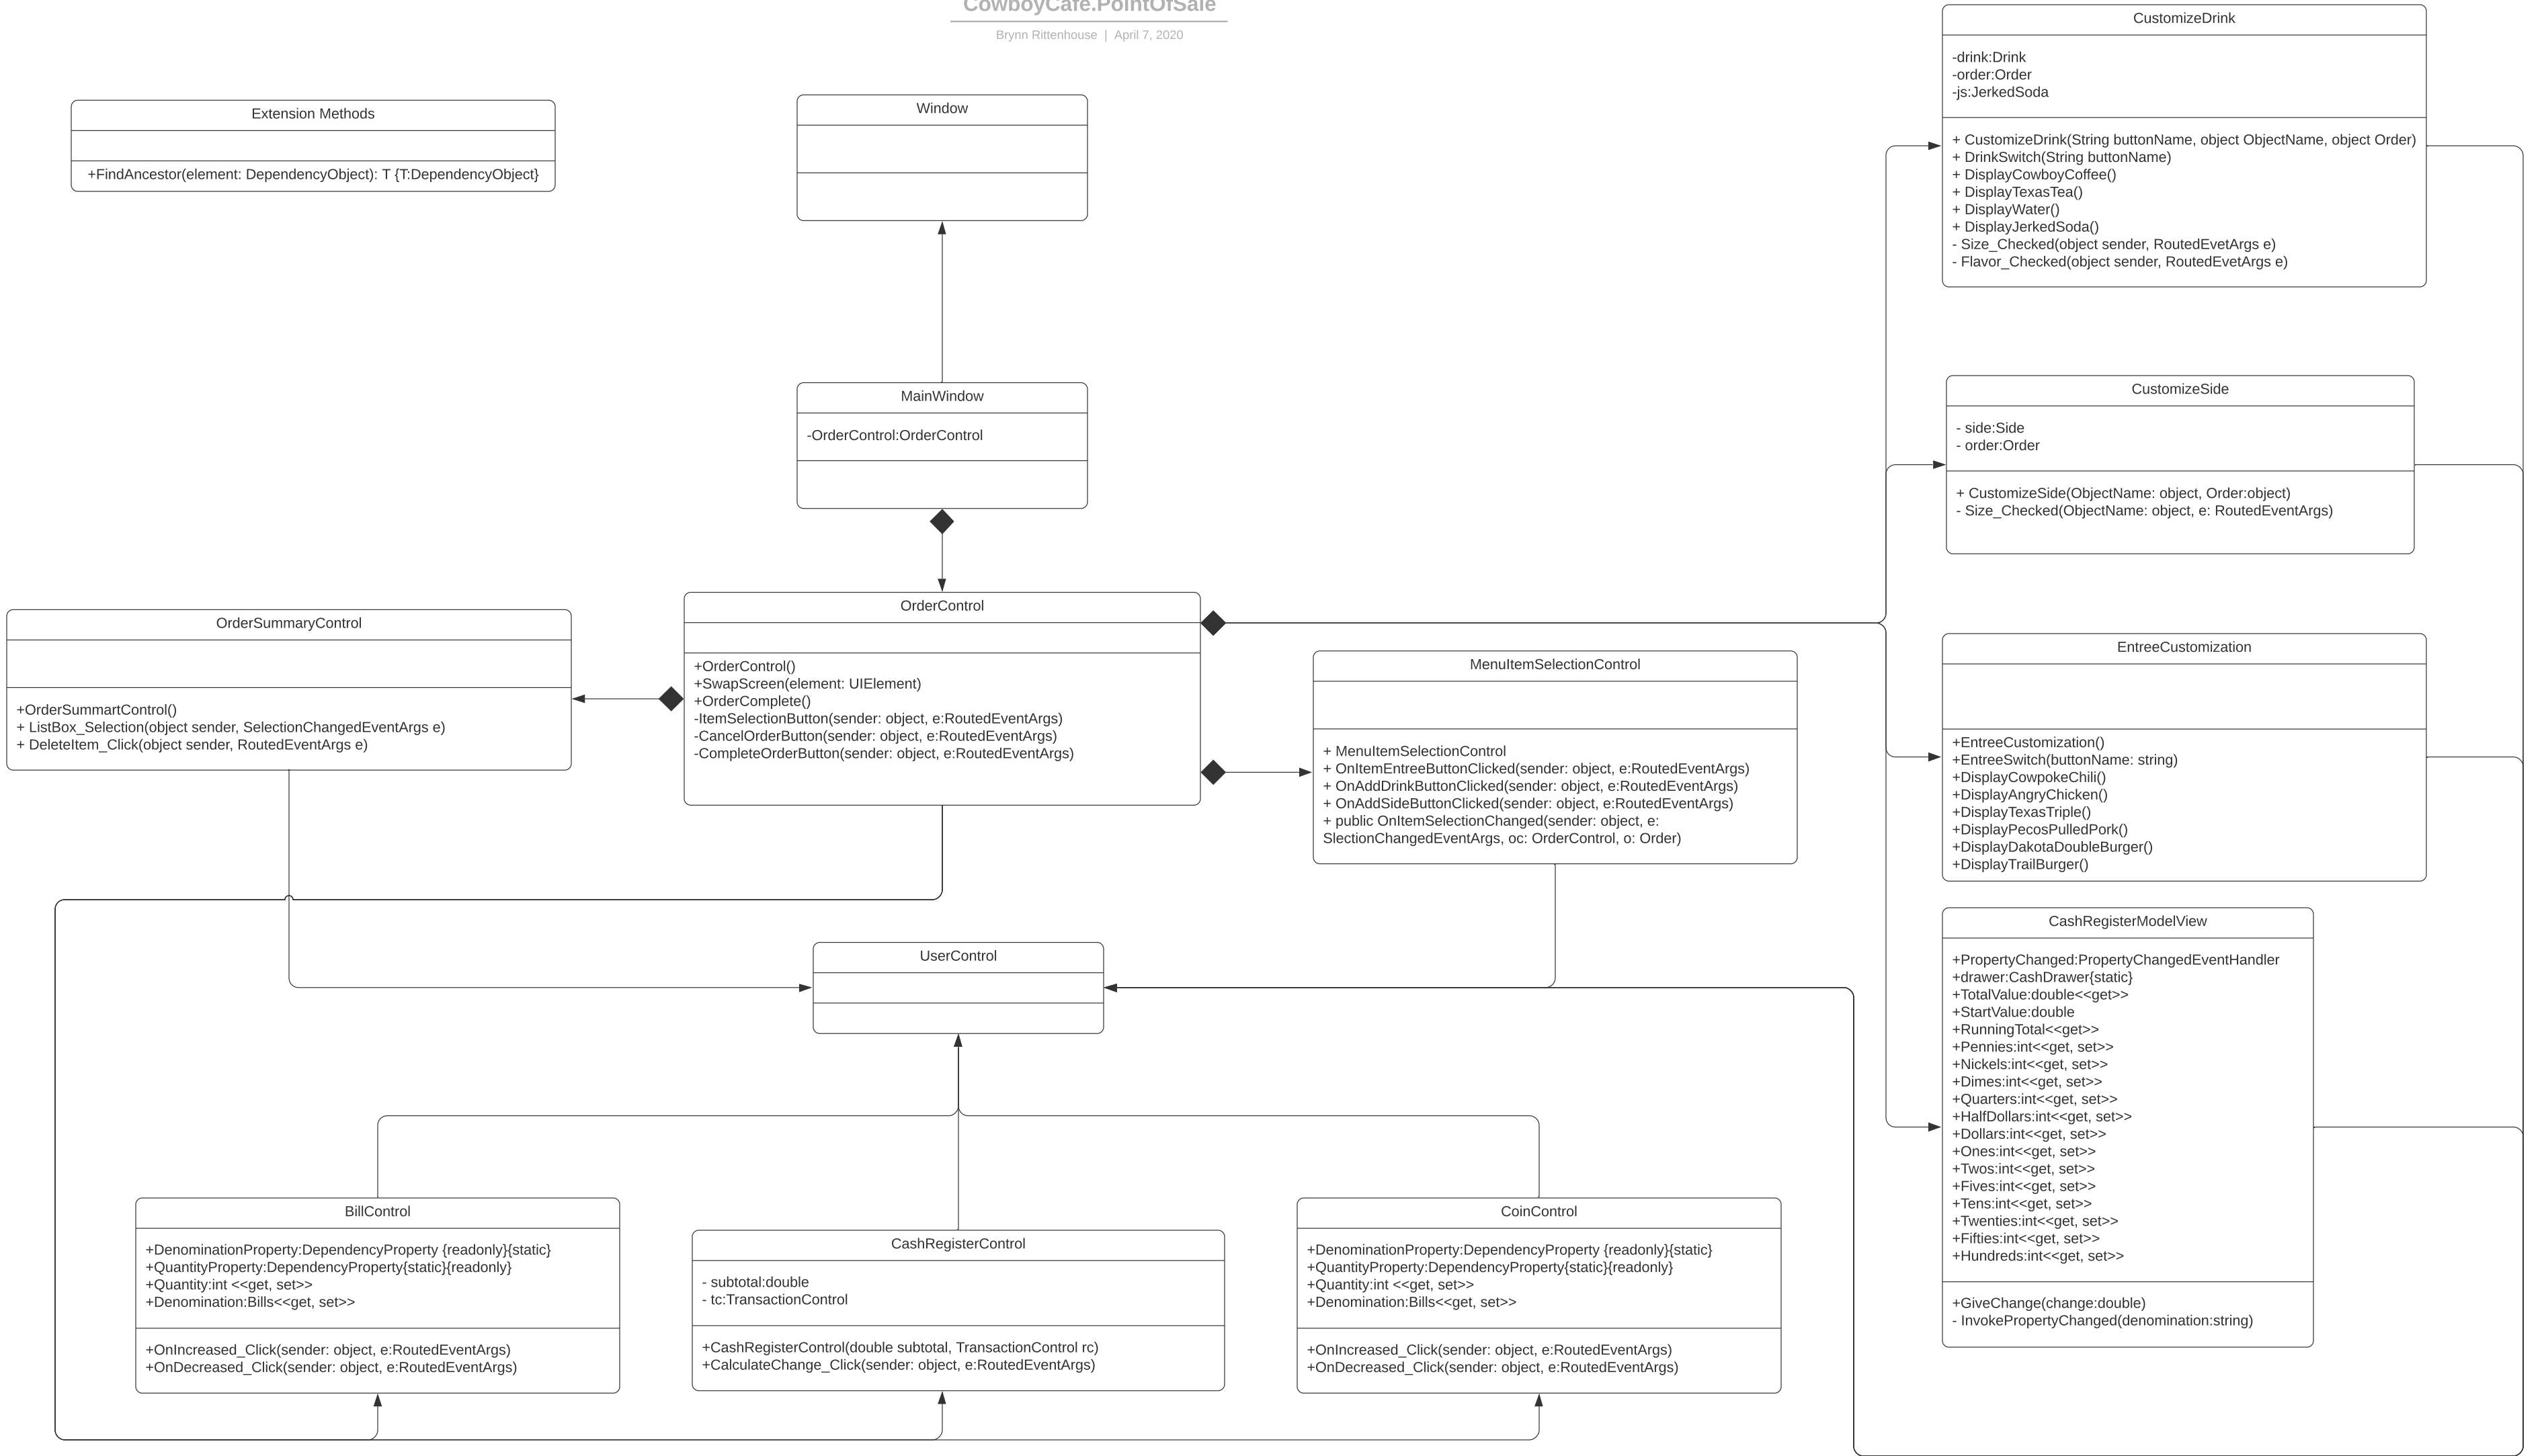 CowboyCafe.PointOfSale
Brynn Rittenhouse | April 7, 2020
Extension Methods
+FindAncestor(element: DependencyObject): T {T:DependencyObject}
Window
MainWindow
-OrderControl:OrderControl
CustomizeDrink
-drink:Drink
-order:Order
-js:JerkedSoda
+ CustomizeDrink(String buttonName, object ObjectName, object Order)
+ DrinkSwitch(String buttonName)
+ DisplayCowboyCoffee()
+ DisplayTexasTea()
+ DisplayWater()
+ DisplayJerkedSoda()
- Size_Checked(object sender, RoutedEvetArgs e)
- Flavor_Checked(object sender, RoutedEvetArgs e)
CustomizeSide
- side:Side
- order:Order
+ CustomizeSide(ObjectName: object, Order:object)
- Size_Checked(ObjectName: object, e: RoutedEventArgs)
OrderSummaryControl
+OrderSummartControl()
+ ListBox_Selection(object sender, SelectionChangedEventArgs e)
+ DeleteItem_Click(object sender, RoutedEventArgs e)
OrderControl
+OrderControl()
+SwapScreen(element: UIElement)
+OrderComplete()
-ItemSelectionButton(sender: object, e:RoutedEventArgs)
-CancelOrderButton(sender: object, e:RoutedEventArgs)
-CompleteOrderButton(sender: object, e:RoutedEventArgs)
MenuItemSelectionControl
+ MenuItemSelectionControl
+ OnItemEntreeButtonClicked(sender: object, e:RoutedEventArgs)
+ OnAddDrinkButtonClicked(sender: object, e:RoutedEventArgs)
+ OnAddSideButtonClicked(sender: object, e:RoutedEventArgs)
+ public OnItemSelectionChanged(sender: object, e:
SlectionChangedEventArgs, oc: OrderControl, o: Order)
EntreeCustomization
+EntreeCustomization()
+EntreeSwitch(buttonName: string)
+DisplayCowpokeChili()
+DisplayAngryChicken()
+DisplayTexasTriple()
+DisplayPecosPulledPork()
+DisplayDakotaDoubleBurger()
+DisplayTrailBurger()
UserControl
CashRegisterModelView
+PropertyChanged:PropertyChangedEventHandler
+drawer:CashDrawer{static}
+TotalValue:double<<get>>
+StartValue:double
+RunningTotal<<get>>
+Pennies:int<<get, set>>
+Nickels:int<<get, set>>
+Dimes:int<<get, set>>
+Quarters:int<<get, set>>
+HalfDollars:int<<get, set>>
+Dollars:int<<get, set>>
+Ones:int<<get, set>>
+Twos:int<<get, set>>
+Fives:int<<get, set>>
+Tens:int<<get, set>>
+Twenties:int<<get, set>>
+Fifties:int<<get, set>>
+Hundreds:int<<get, set>>
+GiveChange(change:double)
- InvokePropertyChanged(denomination:string)
BillControl
+DenominationProperty:DependencyProperty {readonly}{static}
+QuantityProperty:DependencyProperty{static}{readonly}
+Quantity:int <<get, set>>
+Denomination:Bills<<get, set>>
+OnIncreased_Click(sender: object, e:RoutedEventArgs)
+OnDecreased_Click(sender: object, e:RoutedEventArgs)
CashRegisterControl
- subtotal:double
- tc:TransactionControl
+CashRegisterControl(double subtotal, TransactionControl rc)
+CalculateChange_Click(sender: object, e:RoutedEventArgs)
CoinControl
+DenominationProperty:DependencyProperty {readonly}{static}
+QuantityProperty:DependencyProperty{static}{readonly}
+Quantity:int <<get, set>>
+Denomination:Bills<<get, set>>
+OnIncreased_Click(sender: object, e:RoutedEventArgs)
+OnDecreased_Click(sender: object, e:RoutedEventArgs)